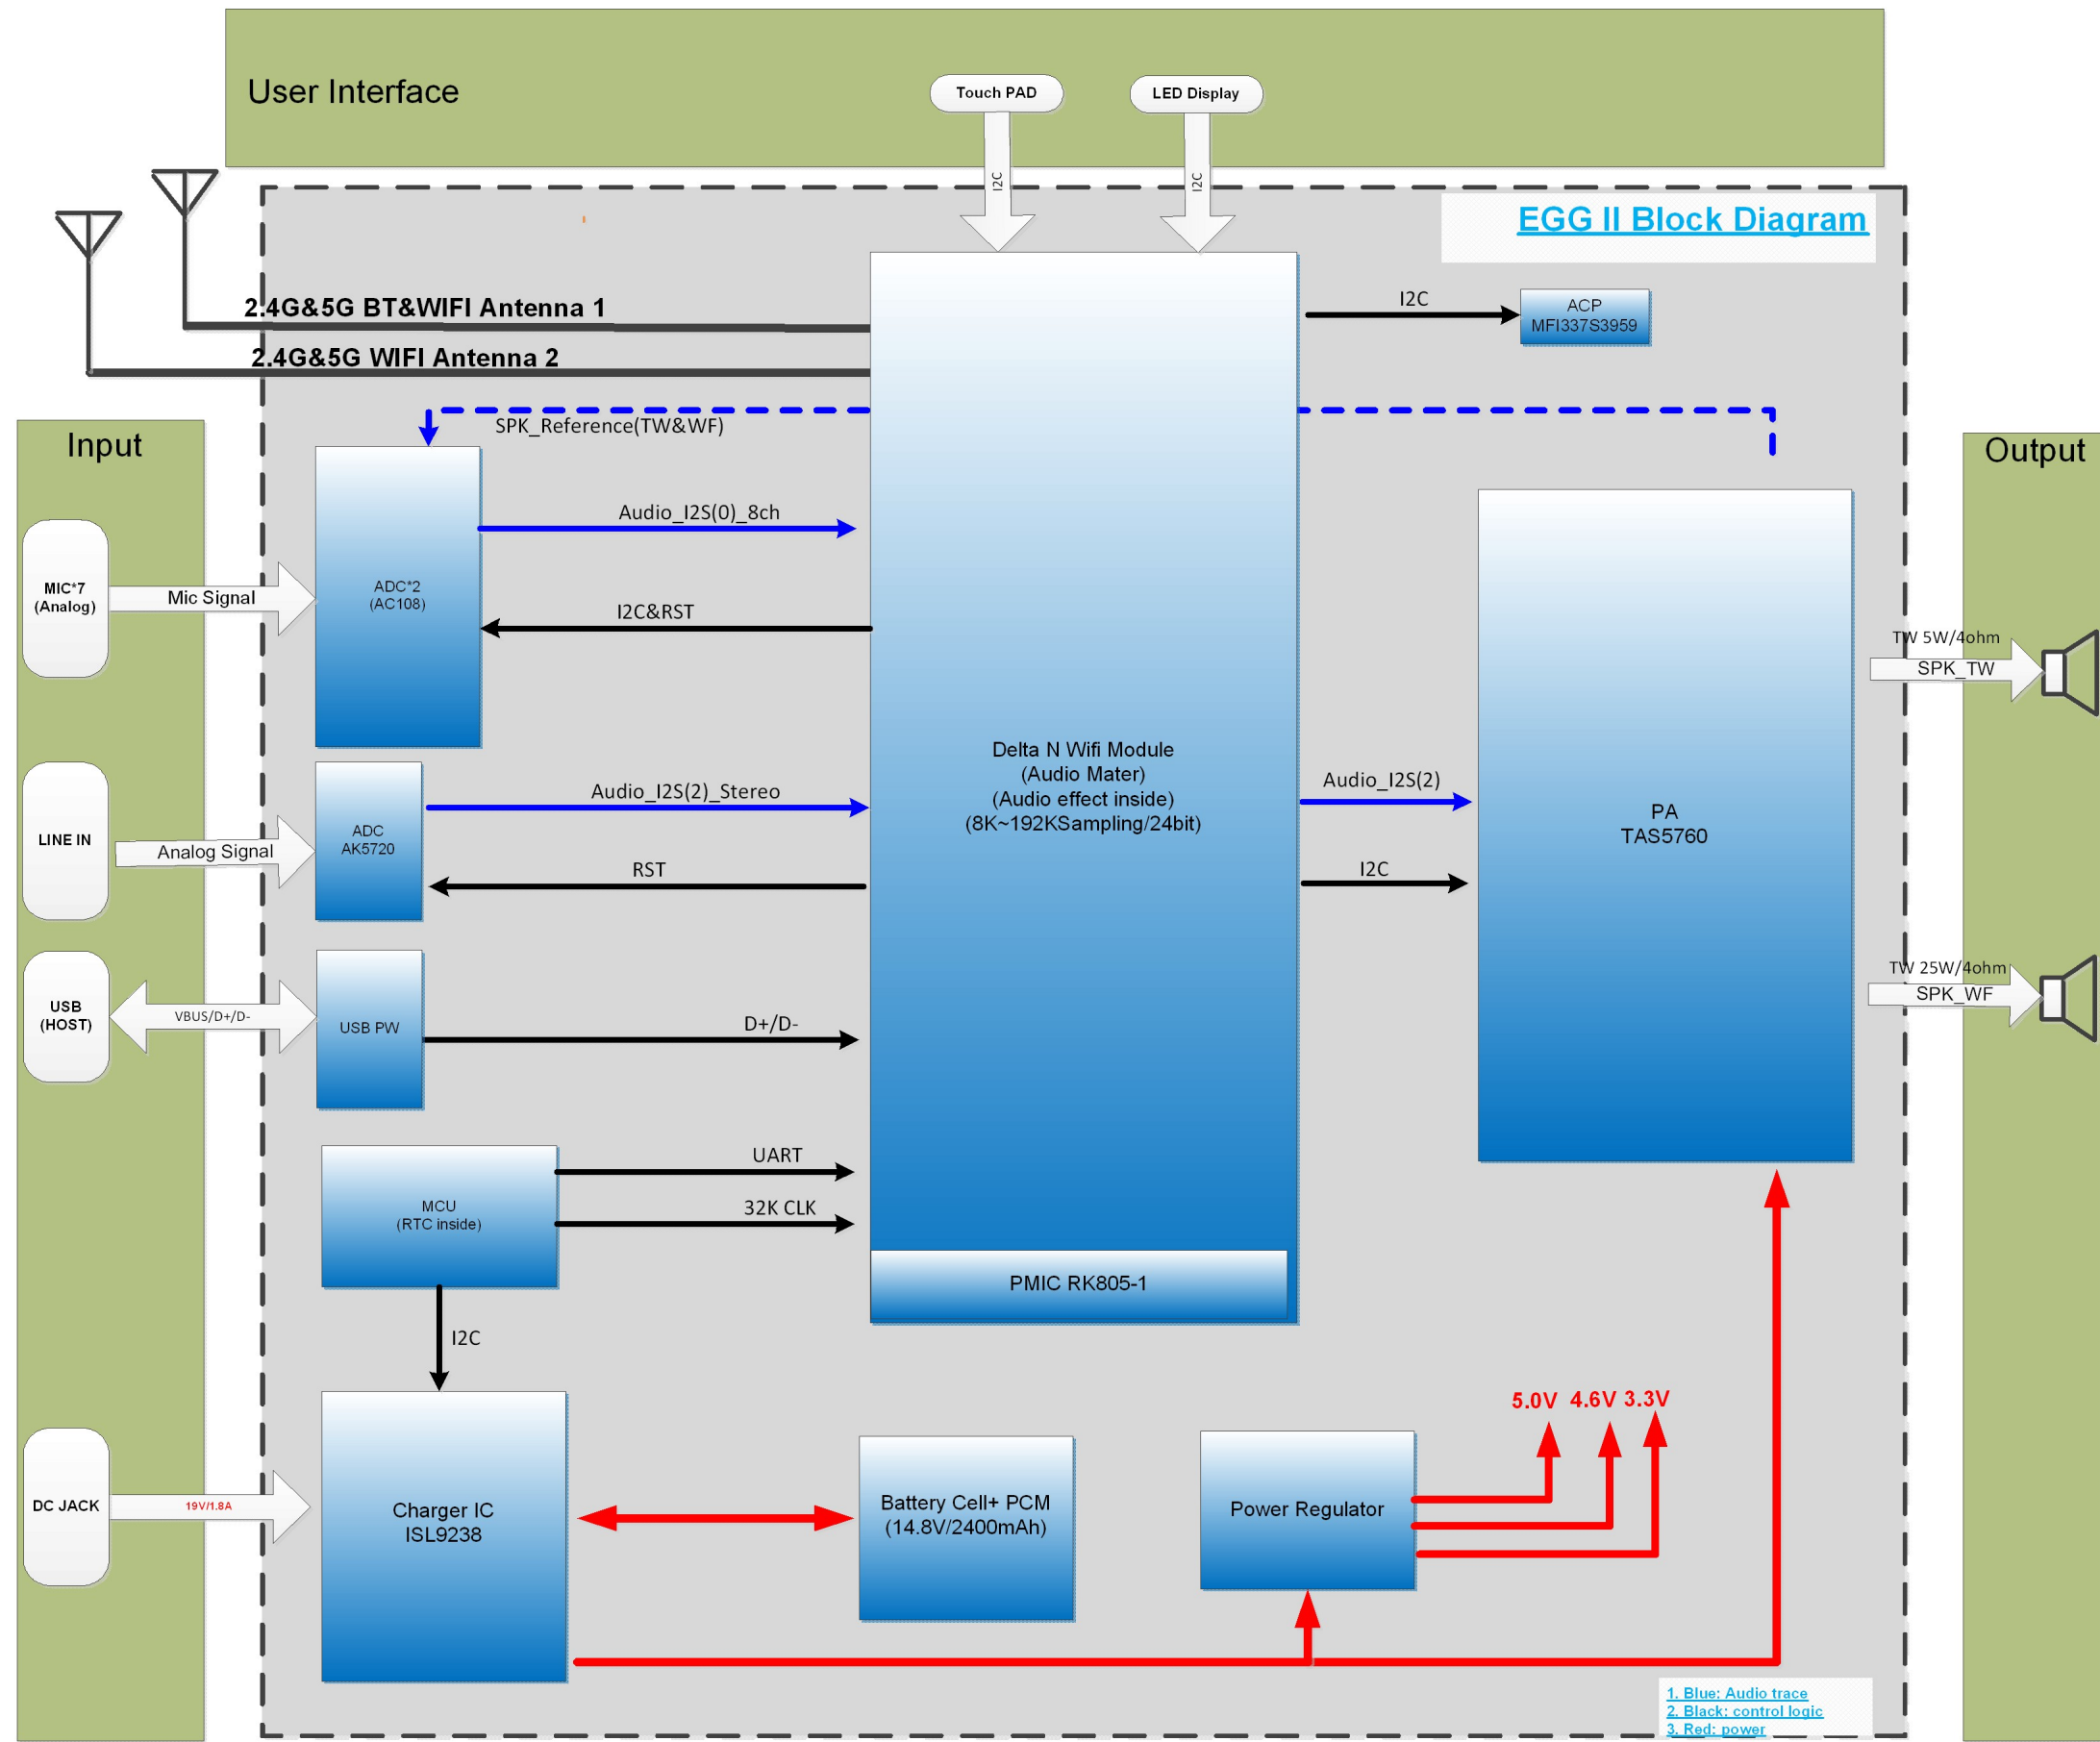 User Interface
Touch PAD
LED Display
I2C
I2C
EGG II Block Diagram
2.4G&5G BT&WIFI Antenna 1
2.4G&5G WIFI Antenna 2
I2C
ACP
MFI337S3959
SPK_Reference(TW&WF)
Input
Output
MIC*7
(Analog)
Mic Signal
ADC*2
(AC108)
Audio_I2S(0)_8ch
I2C&RST
Delta N Wifi Module
(Audio Mater)
(Audio effect inside)
(8K~192KSampling/24bit)
Audio_I2S(2)
I2C
PA
TAS5760
TW 5W/4ohm
SPK_TW
LINE IN
Analog Signal
ADC
AK5720
Audio_I2S(2)_Stereo
RST
USB
(HOST)
VBUS/D+/D-
USB PW
D+/D-
TW 25W/4ohm
SPK_WF
MCU
(RTC inside)
UART
32K CLK
PMIC RK805-1
I2C
DC JACK
19V/1.8A
Charger IC
ISL9238
Battery Cell+ PCM
(14.8V/2400mAh)
Power Regulator
5.0V 4.6V 3.3V
1. Blue: Audio trace
2. Black: control logic
3. Red: power